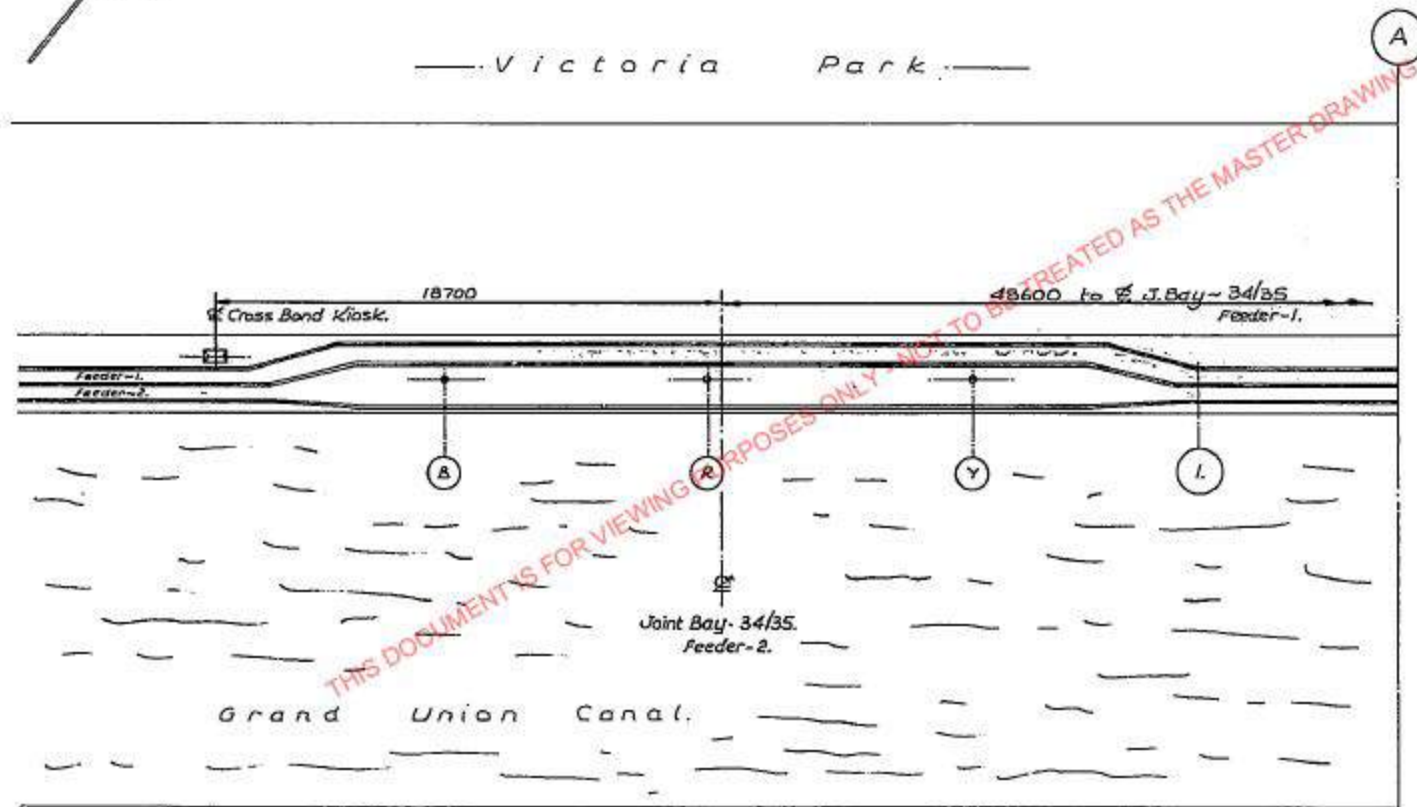 A
Victoria Park
THIS DOCUMENT IS FOR VIEWING PURPOSES ONLY - NOT TO BE TREATED AS THE MASTER DRAWING
18700
48600 to ℄ J.Bay~34/35
Feeder-1.
℄ Cross Bond Kiosk.
Feeder-1.
Feeder-2.
B
R
Y
1.
℄
Joint Bay-34/35.
Feeder-2.
Grand Union Canal.